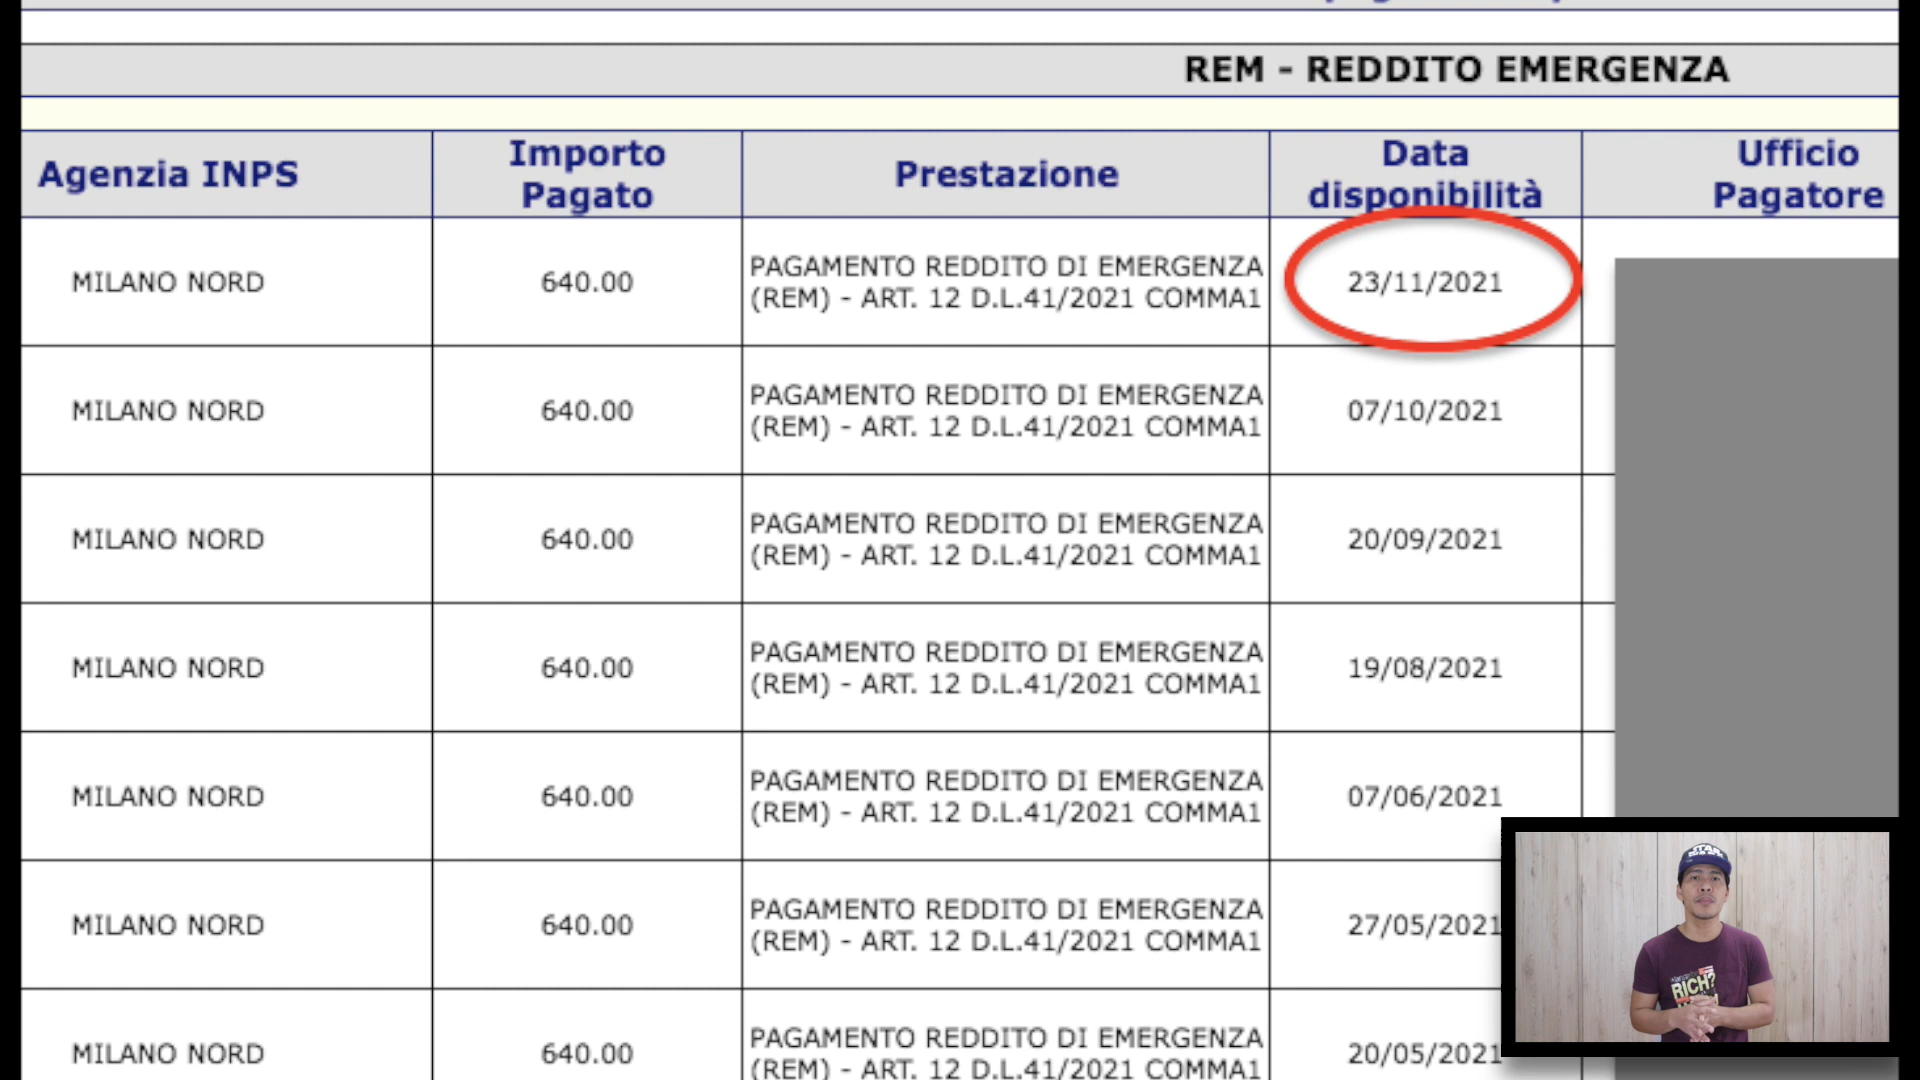 REM - REDDITO EMERGENZA
Agenzia INPS
Importo
Pagato
Prestazione
Data
disponibilità
Ufficio
Pagatore
MILANO NORD
640.00
PAGAMENTO REDDITO DI EMERGENZA
(REM) - ART. 12 D.L.41/2021 COMMA1
23/11/2021
MILANO NORD
640.00
PAGAMENTO REDDITO DI EMERGENZA
(REM) - ART. 12 D.L.41/2021 COMMA1
07/10/2021
MILANO NORD
640.00
PAGAMENTO REDDITO DI EMERGENZA
(REM) - ART. 12 D.L.41/2021 COMMA1
20/09/2021
MILANO NORD
640.00
PAGAMENTO REDDITO DI EMERGENZA
(REM) - ART. 12 D.L.41/2021 COMMA1
19/08/2021
MILANO NORD
640.00
PAGAMENTO REDDITO DI EMERGENZA
(REM) - ART. 12 D.L.41/2021 COMMA1
07/06/2021
MILANO NORD
640.00
PAGAMENTO REDDITO DI EMERGENZA
(REM) - ART. 12 D.L.41/2021 COMMA1
27/05/2021
MILANO NORD
640.00
PAGAMENTO REDDITO DI EMERGENZA
(REM) - ART. 12 D.L.41/2021 COMMA1
20/05/2021
STAR
RICH?